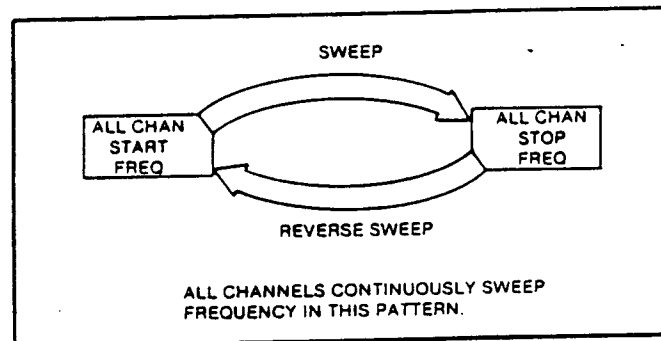 SWEEP
ALL CHAN
START
FREQ
ALL CHAN
STOP
FREQ
REVERSE SWEEP
ALL CHANNELS CONTINUOUSLY SWEEP
FREQUENCY IN THIS PATTERN.